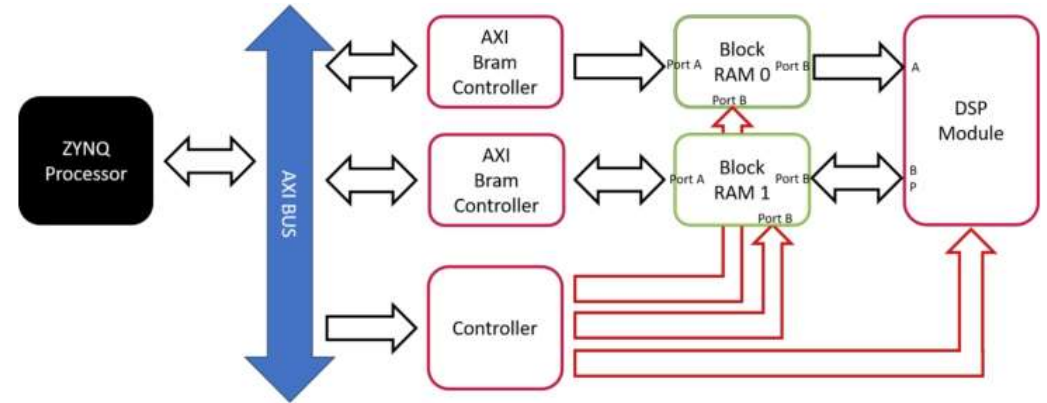 ZYNQ
Processor
AXI BUS
AXI
Bram
Controller
Port A
Block
RAM 0
Port B
Port B
A
DSP
Module
AXI
Bram
Controller
Port A
Block
RAM 1
Port B
Port B
B
P
Controller